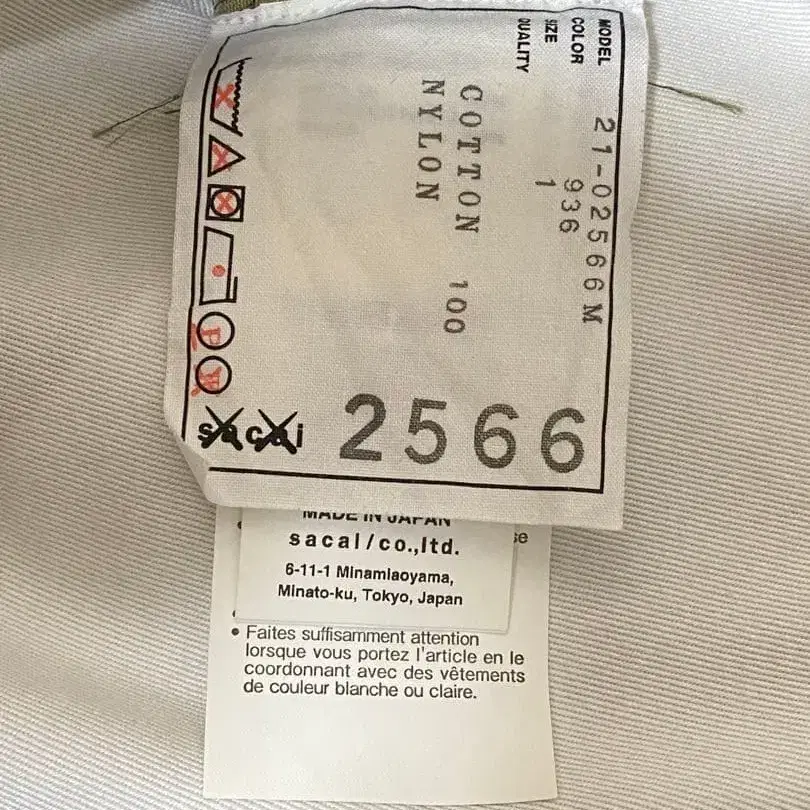 MODEL 21-02566M
COLOR 936
SIZE 1
QUALITY
COTTON 100
NYLON
sacai
2566
MADE IN JAPAN
sacai/co.,ltd.
6-11-1 Minamiaoyama,
Minato-ku, Tokyo, Japan
se
• Faites suffisamment attention
lorsque vous portez l'article en le
coordonnant avec des vêtements
de couleur blanche ou claire.